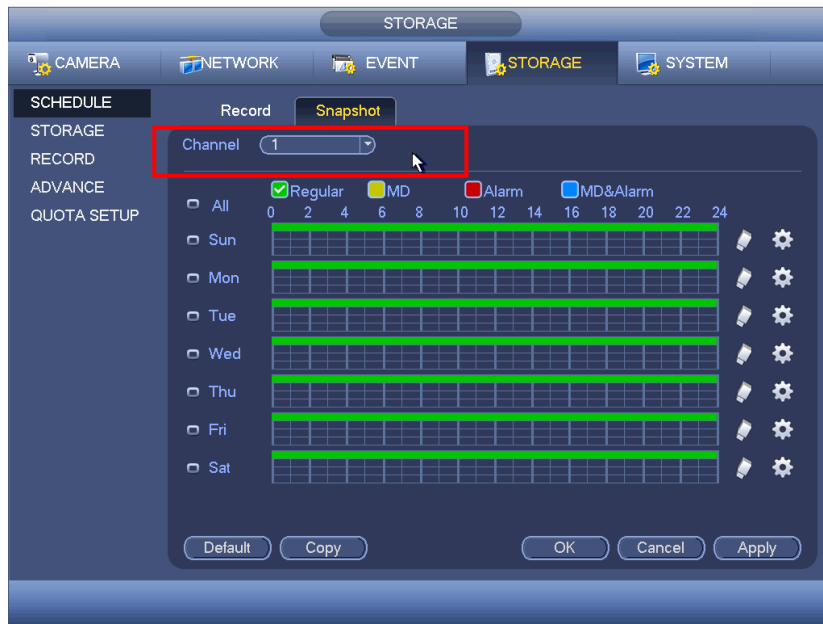 STORAGE
CAMERA NETWORK EVENT STORAGE SYSTEM
SCHEDULE
STORAGE
RECORD
ADVANCE
QUOTA SETUP
Record Snapshot
Channel 1
All Regular MD Alarm MD&Alarm
0 2 4 6 8 10 12 14 16 18 20 22 24
Sun
Mon
Tue
Wed
Thu
Fri
Sat
Default Copy OK Cancel Apply